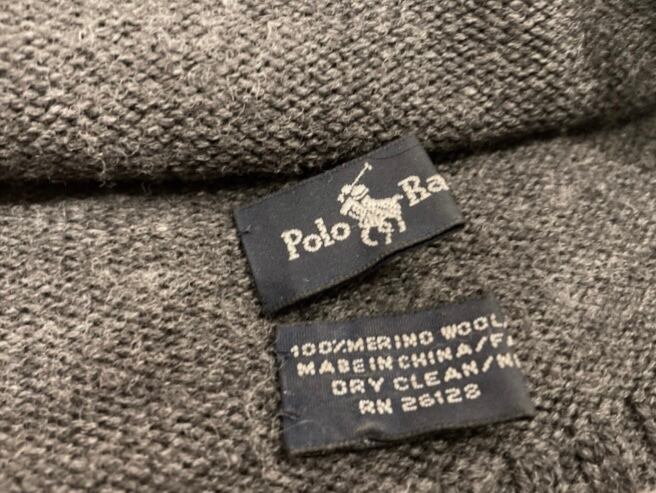 Polo Ra
100%MERINO WOOL
MADE IN CHINA/F
DRY CLEAN/N
RN 26128